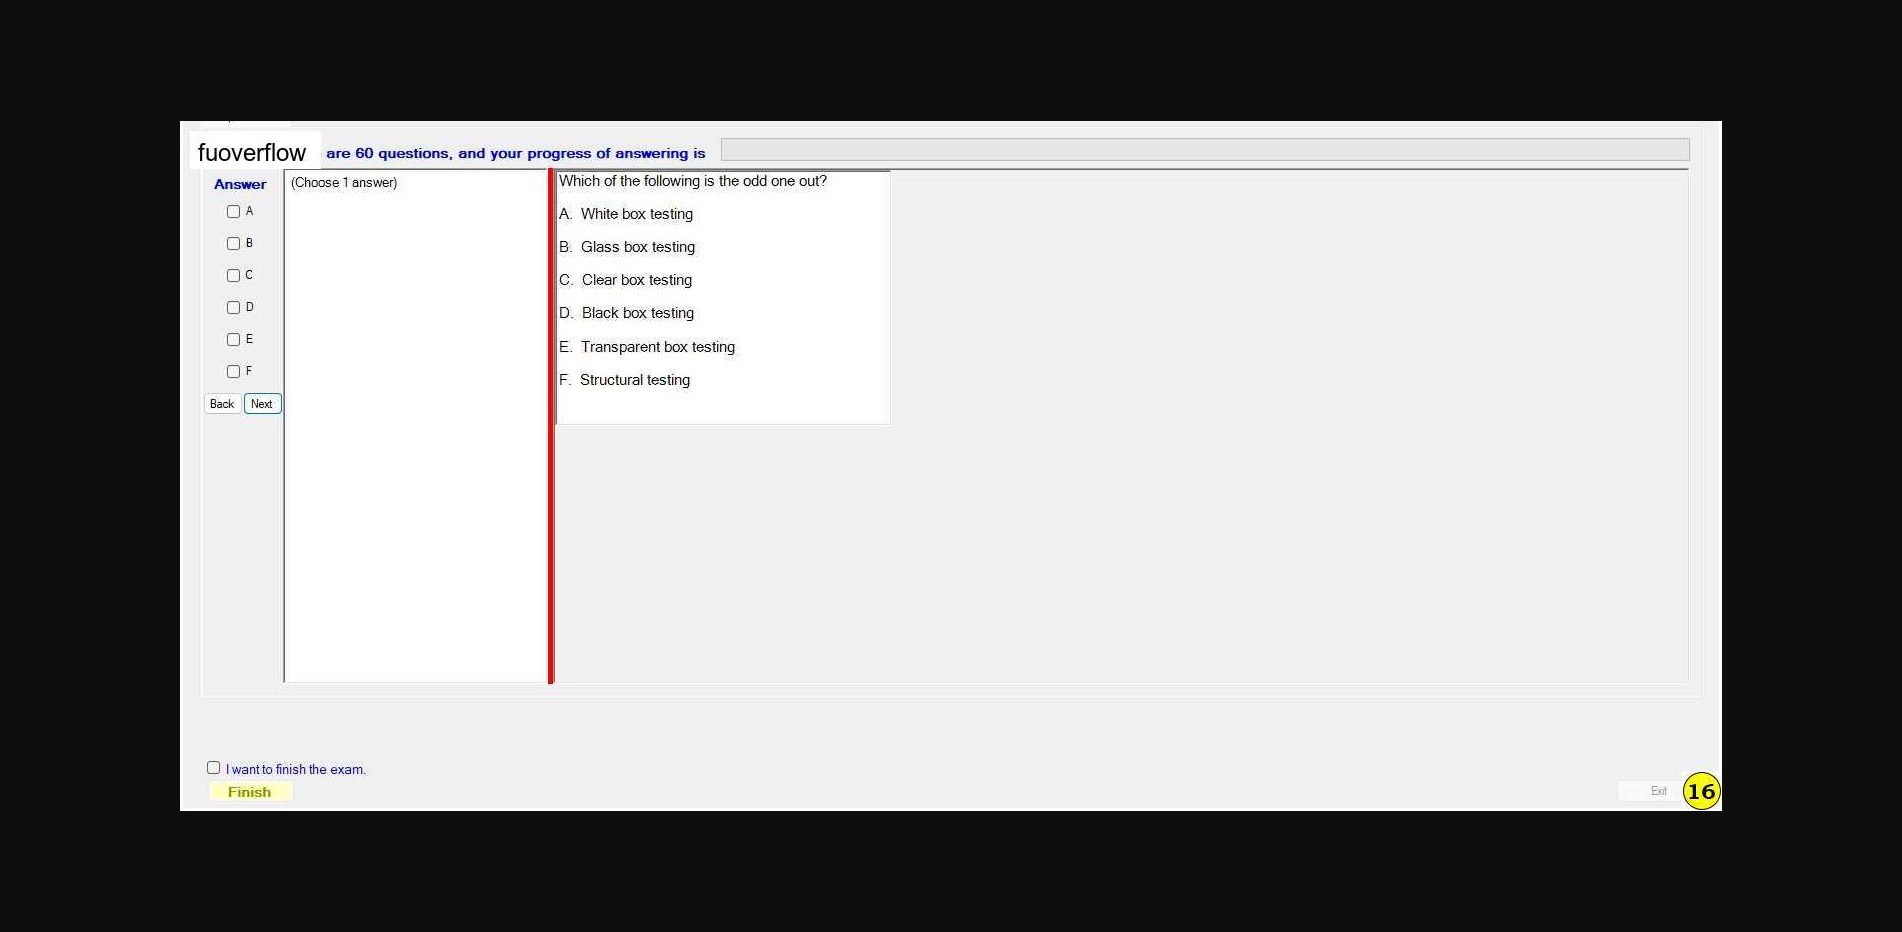 fuoverflow are 60 questions, and your progress of answering is
Answer
(Choose 1 answer)
A
B
C
D
E
F
Back Next
Which of the following is the odd one out?
A. White box testing
B. Glass box testing
C. Clear box testing
D. Black box testing
E. Transparent box testing
F. Structural testing
I want to finish the exam.
Finish
Exit
16